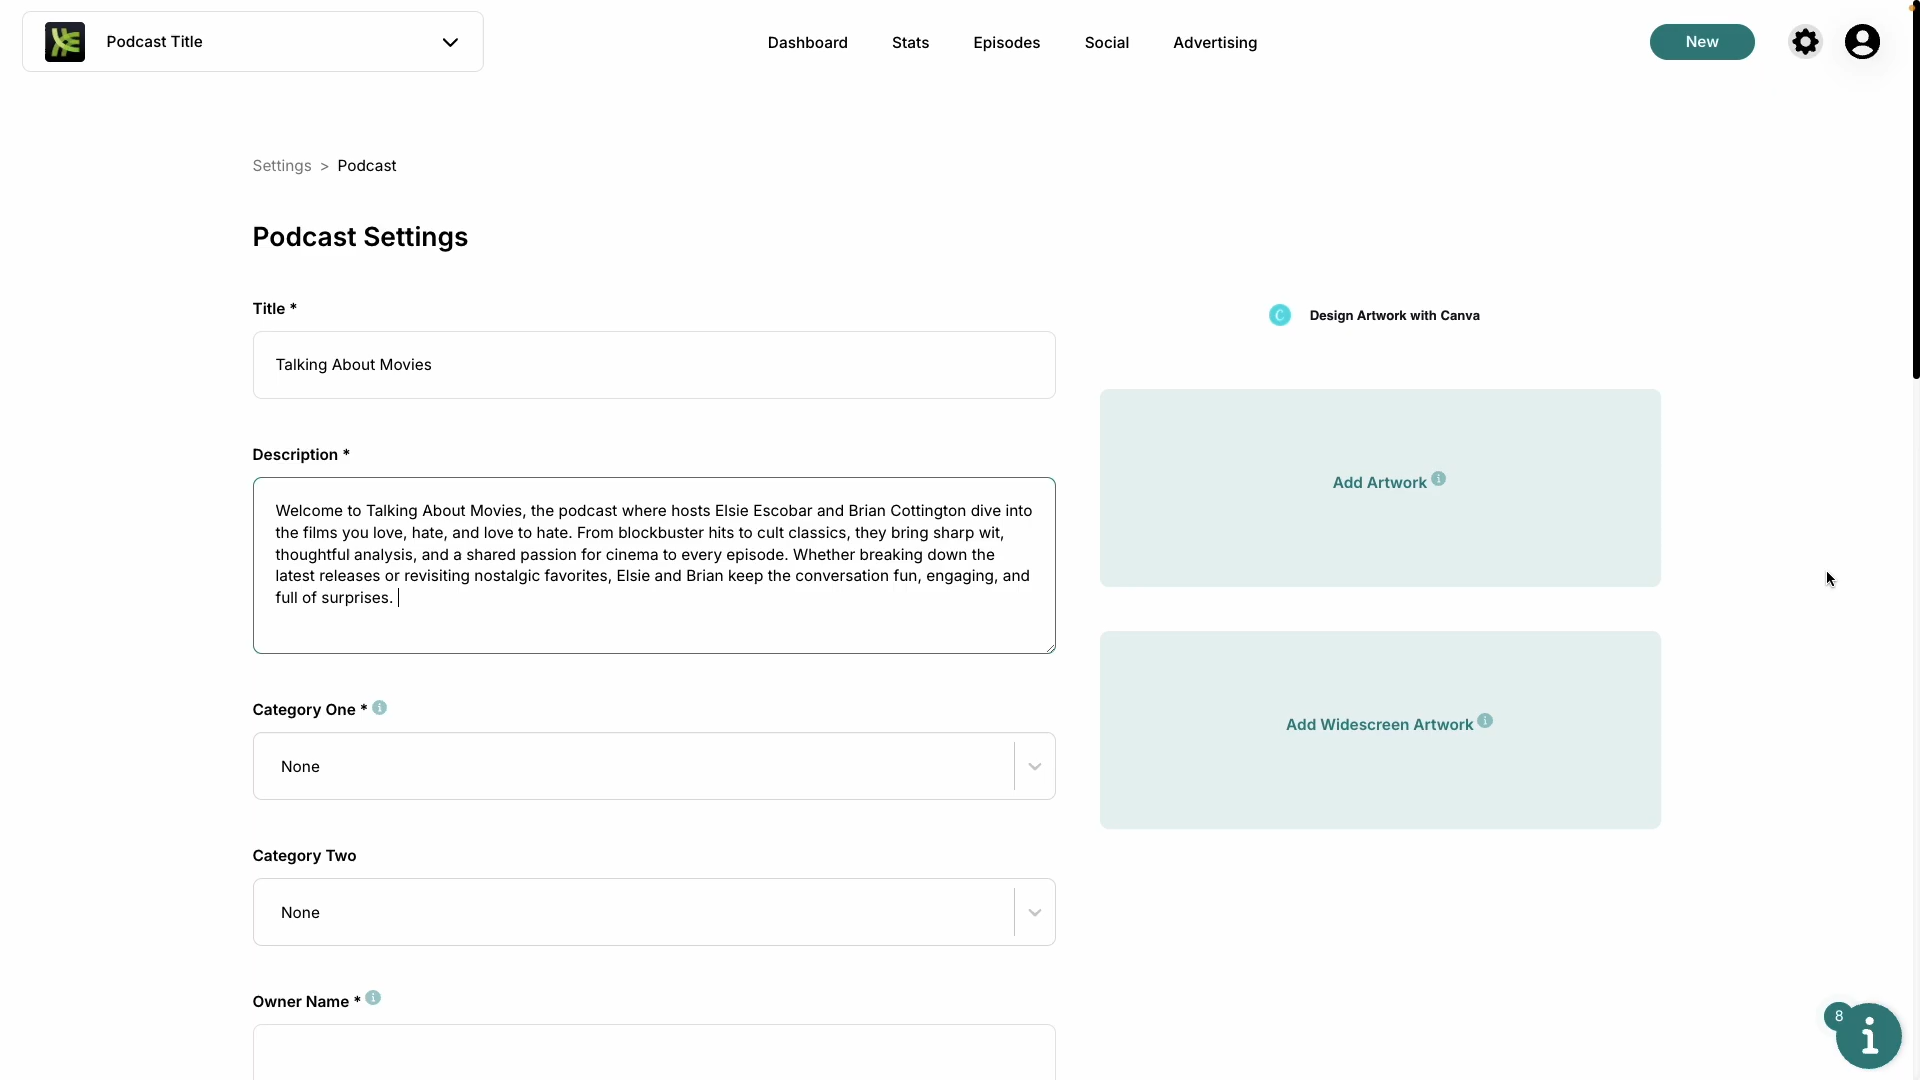 Podcast Title
Dashboard
Stats
Episodes
Social
Advertising
New
Settings > Podcast
Podcast Settings
Title *
Talking About Movies
Description *
Welcome to Talking About Movies, the podcast where hosts Elsie Escobar and Brian Cottington dive into
the films you love, hate, and love to hate. From blockbuster hits to cult classics, they bring sharp wit,
thoughtful analysis, and a shared passion for cinema to every episode. Whether breaking down the
latest releases or revisiting nostalgic favorites, Elsie and Brian keep the conversation fun, engaging, and
full of surprises.
Category One *
None
Category Two
None
Owner Name *
Design Artwork with Canva
Add Artwork
Add Widescreen Artwork
8